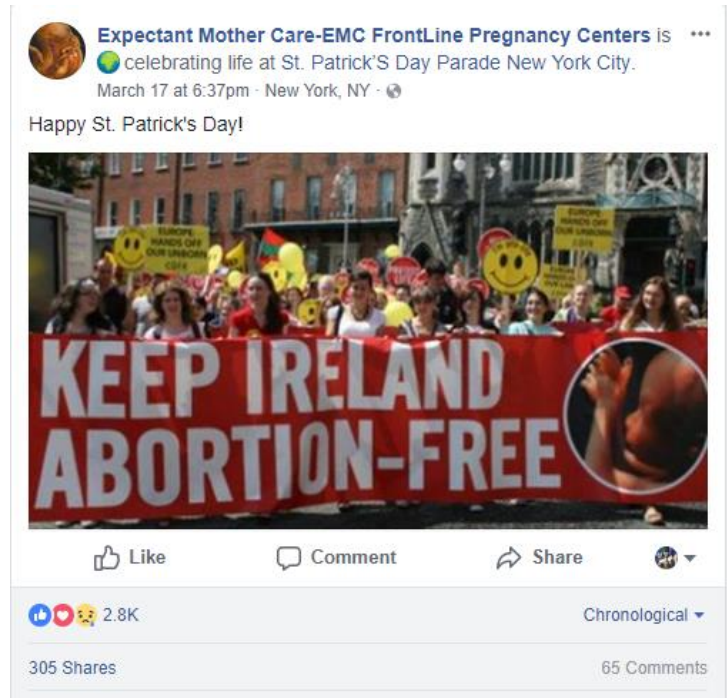 Expectant Mother Care-EMC FrontLine Pregnancy Centers is
celebrating life at St. Patrick'S Day Parade New York City.
March 17 at 6:37pm · New York, NY ·
Happy St. Patrick's Day!
EUROPE
HANDS OFF
OUR UNBORN
EUROPE
HANDS OFF
OUR UNBORN
KEEP IRELAND
ABORTION-FREE
Like
Comment
Share
2.8K
Chronological
305 Shares
65 Comments